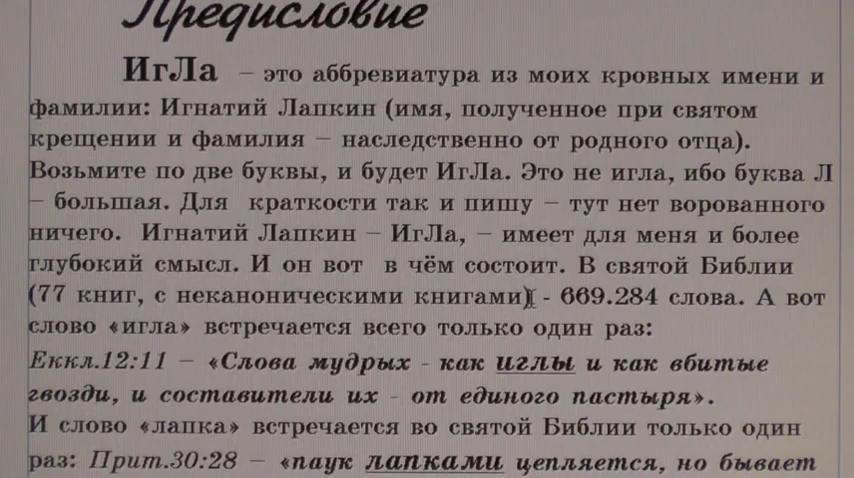 Предисловие
ИгЛа – это аббревиатура из моих кровных имени и
фамилии: Игнатий Лапкин (имя, полученное при святом
крещении и фамилия – наследственно от родного отца).
Возьмите по две буквы, и будет ИгЛа. Это не игла, ибо буква Л
– большая. Для краткости так и пишу – тут нет ворованного
ничего. Игнатий Лапкин – ИгЛа, – имеет для меня и более
глубокий смысл. И он вот в чём состоит. В святой Библии
(77 книг, с неканоническими книгами) - 669.284 слова. А вот
слово «игла» встречается всего только один раз:
Еккл.12:11 – «Слова мудрых - как иглы и как вбитые
гвозди, и составители их - от единого пастыря».
И слово «лапка» встречается во святой Библии только один
раз: Прит.30:28 – «паук лапками цепляется, но бывает